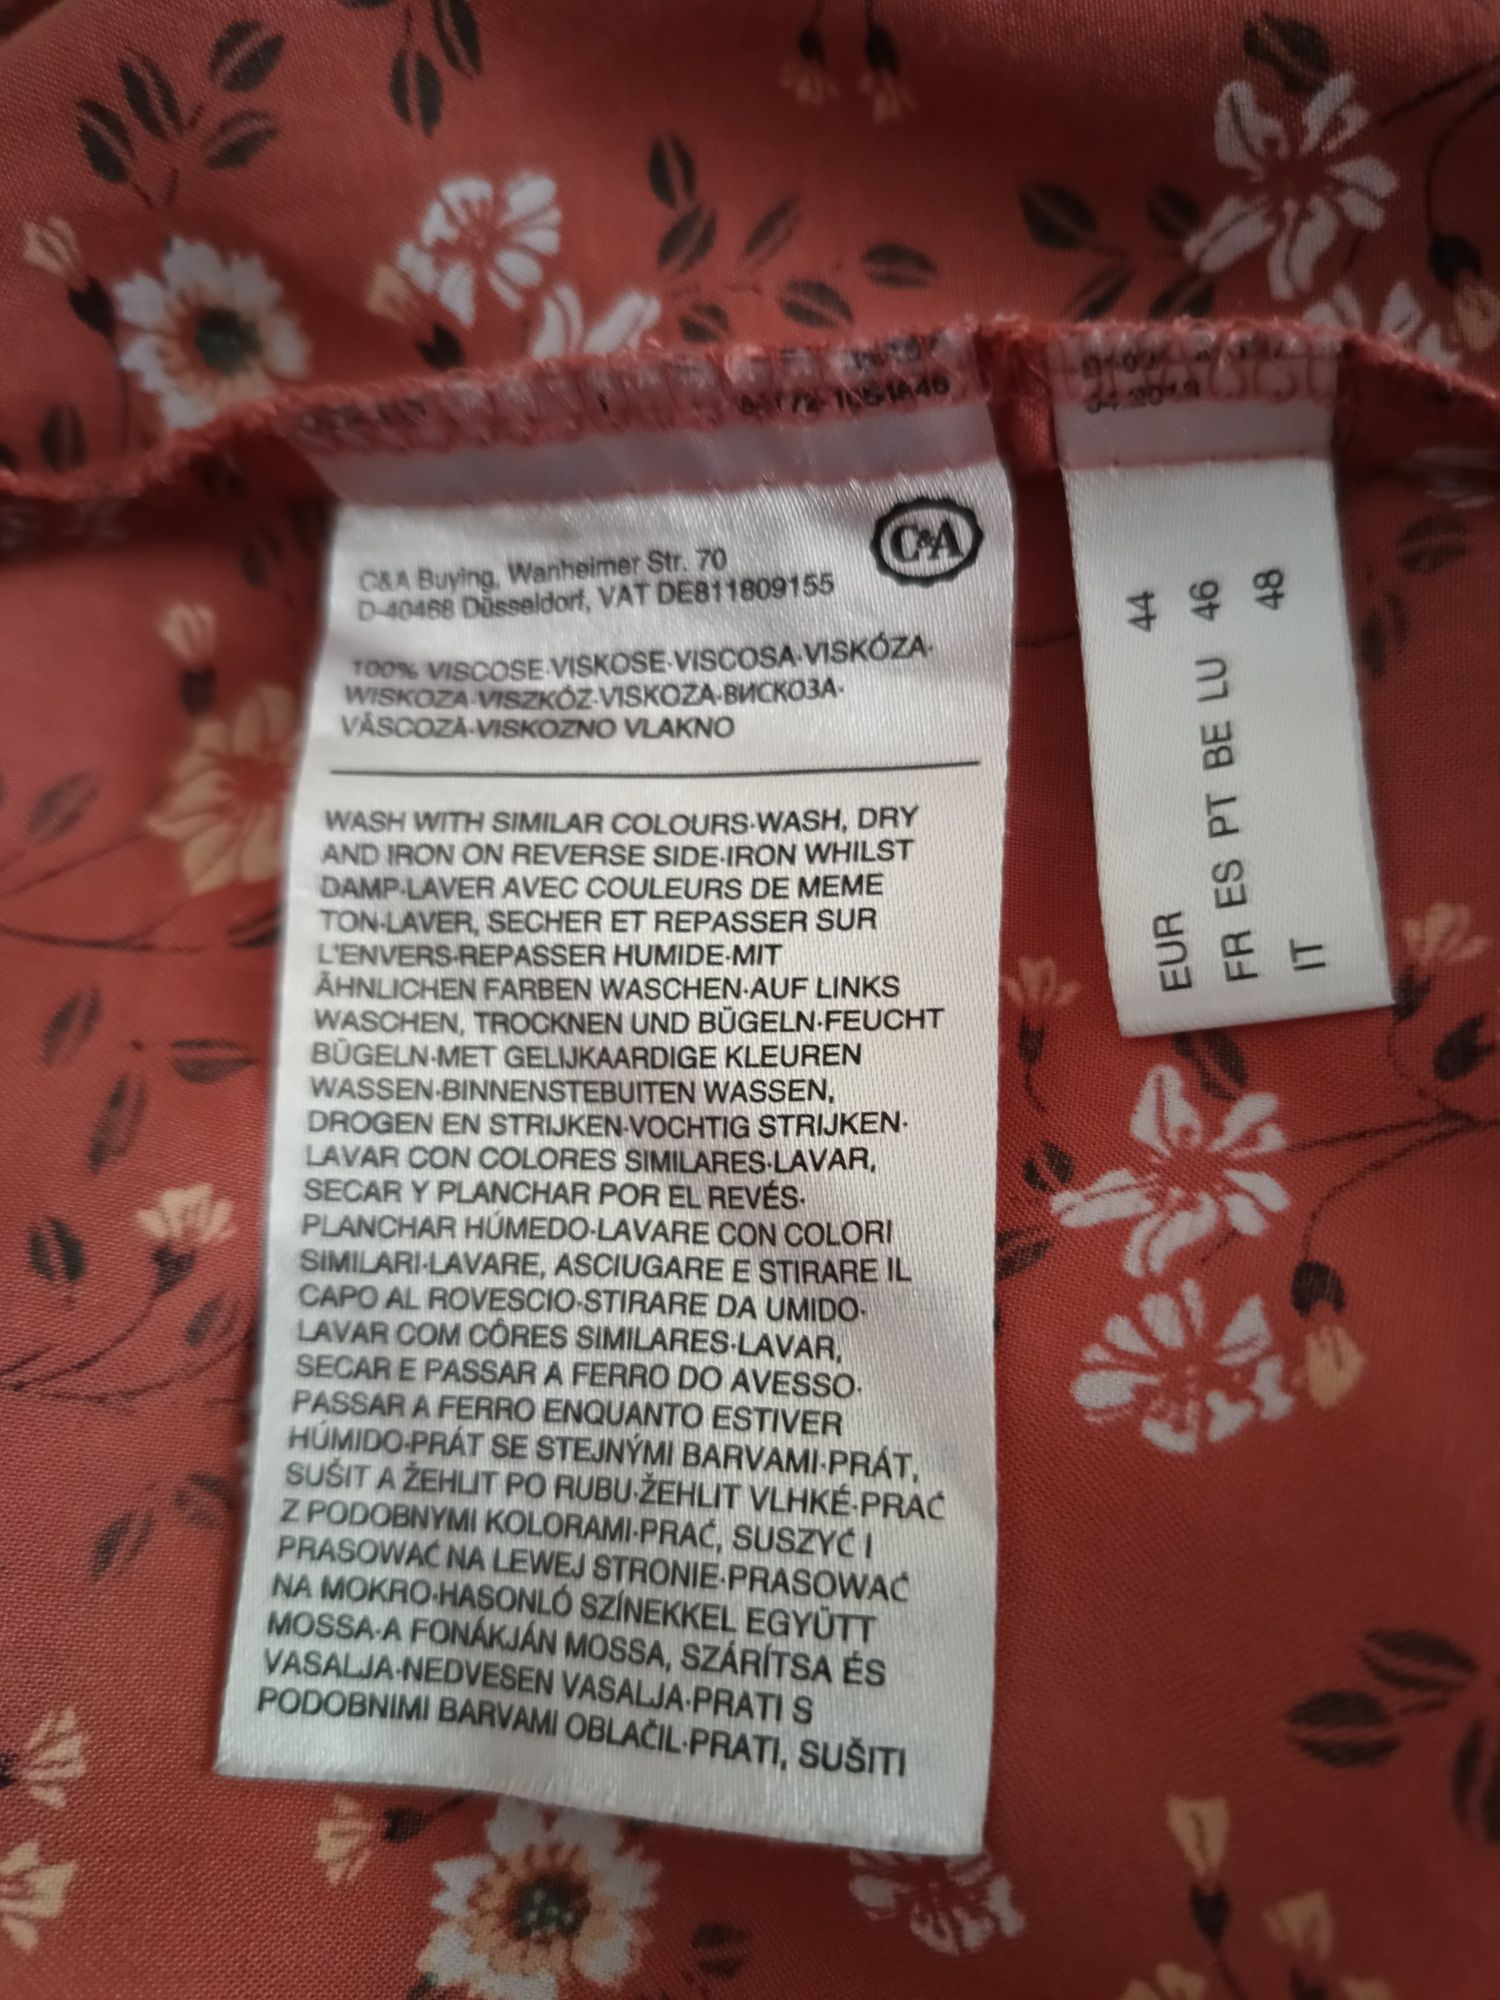 C&A
C&A Buying, Wanheimer Str. 70
D-40468 Düsseldorf, VAT DE811809155
100% VISCOSE·VISKOSE·VISCOSA·VISKÓZA·
WISKOZA·VISZKÓZ·VISKOZA·ВИСКОЗА·
VÂSCOZĂ·VISKOZNO VLAKNO
WASH WITH SIMILAR COLOURS·WASH, DRY
AND IRON ON REVERSE SIDE·IRON WHILST
DAMP·LAVER AVEC COULEURS DE MEME
TON·LAVER, SECHER ET REPASSER SUR
L'ENVERS·REPASSER HUMIDE·MIT
ÄHNLICHEN FARBEN WASCHEN·AUF LINKS
WASCHEN, TROCKNEN UND BÜGELN·FEUCHT
BÜGELN·MET GELIJKAARDIGE KLEUREN
WASSEN·BINNENSTEBUITEN WASSEN,
DROGEN EN STRIJKEN·VOCHTIG STRIJKEN·
LAVAR CON COLORES SIMILARES·LAVAR,
SECAR Y PLANCHAR POR EL REVÉS·
PLANCHAR HÚMEDO·LAVARE CON COLORI
SIMILARI·LAVARE, ASCIUGARE E STIRARE IL
CAPO AL ROVESCIO·STIRARE DA UMIDO·
LAVAR COM CÔRES SIMILARES·LAVAR,
SECAR E PASSAR A FERRO DO AVESSO·
PASSAR A FERRO ENQUANTO ESTIVER
HÚMIDO·PRÁT SE STEJNÝMI BARVAMI·PRÁT,
SUŠIT A ŽEHLIT PO RUBU·ŽEHLIT VLHKÉ·PRAĆ
Z PODOBNYMI KOLORAMI·PRAĆ, SUSZYĆ I
PRASOWAĆ NA LEWEJ STRONIE·PRASOWAĆ
NA MOKRO·HASONLÓ SZÍNEKKEL EGYÜTT
MOSSA·A FONÁKJÁN MOSSA, SZÁRÍTSA ÉS
VASALJA·NEDVESEN VASALJA·PRATI S
PODOBNIMI BARVAMI OBLAČIL·PRATI, SUŠITI
EUR 44
FR ES PT BE LU 46
IT 48